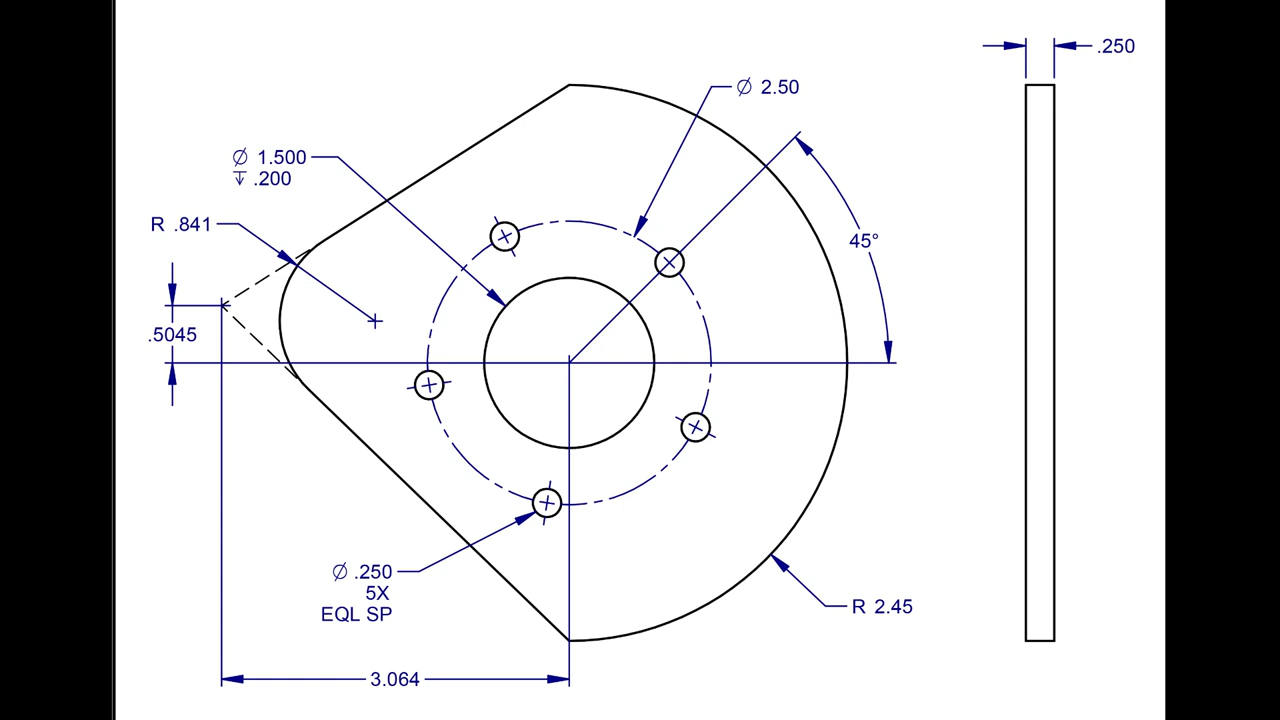 .250
Ø 2.50
Ø 1.500
↧ .200
R .841
45°
.5045
Ø .250
5X
EQL SP
R 2.45
3.064